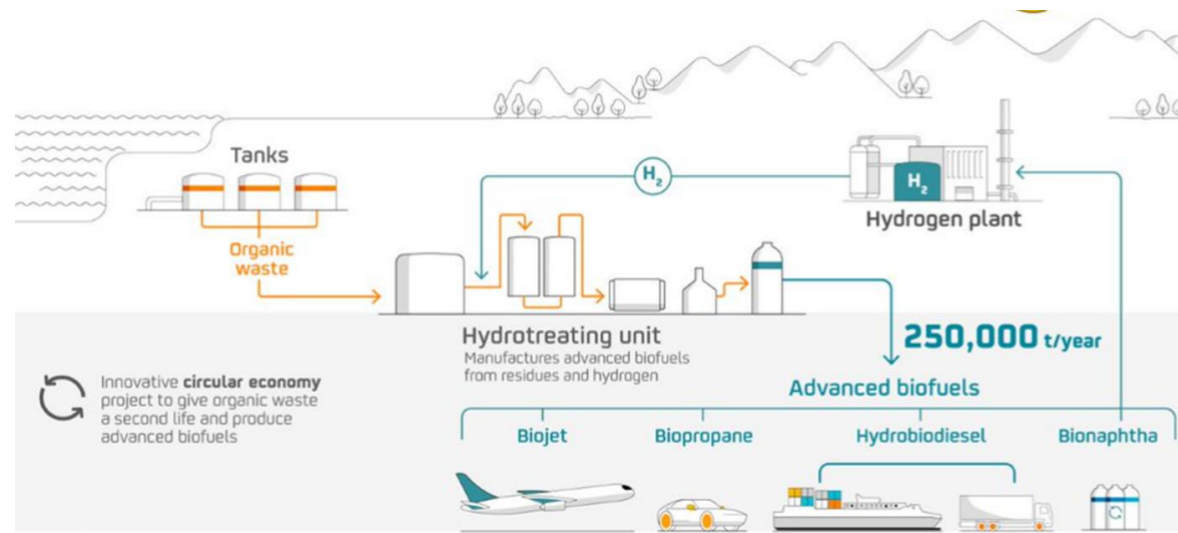 Tanks
Organic
waste
H₂
H₂
Hydrogen plant
Hydrotreating unit
Manufactures advanced biofuels
from residues and hydrogen
250,000 t/year
Innovative circular economy
project to give organic waste
a second life and produce
advanced biofuels
Advanced biofuels
Biojet
Biopropane
Hydrobiodiesel
Bionaphtha